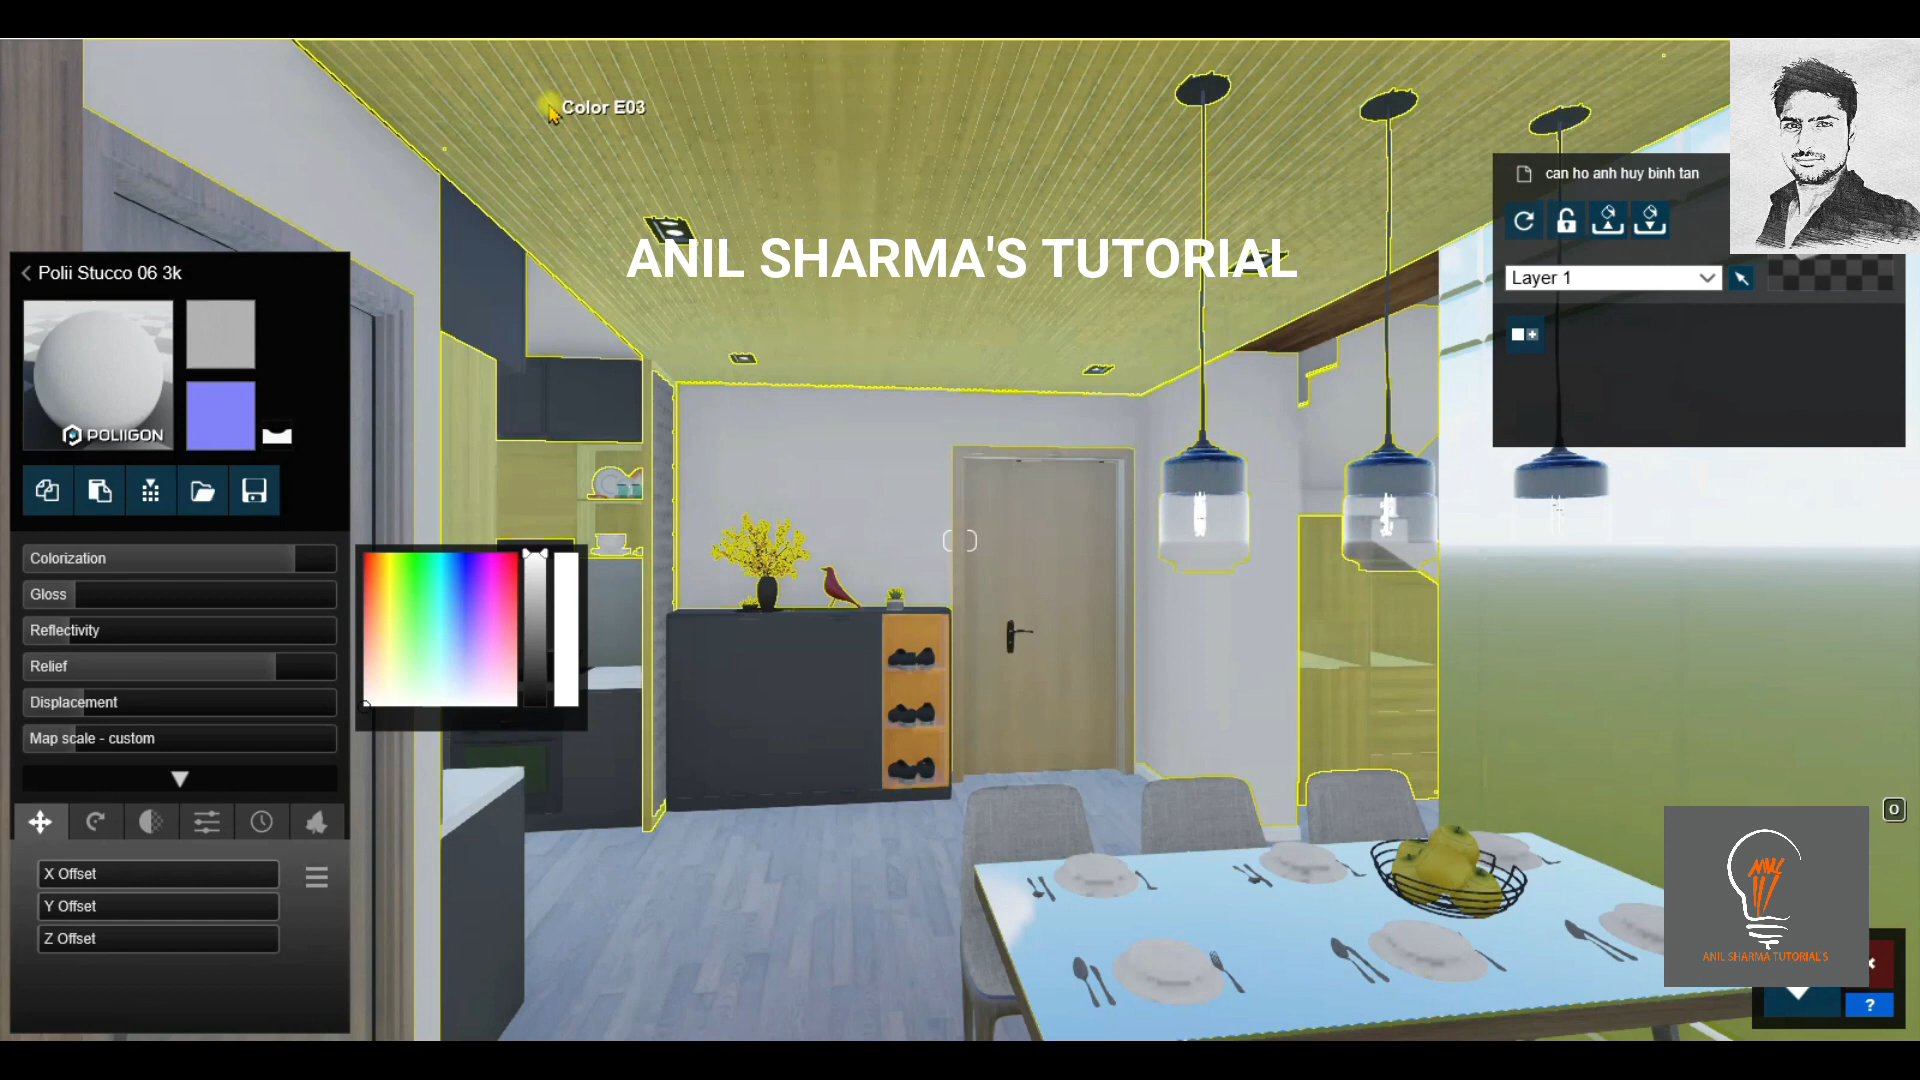 Color E03
can ho anh huy binh tan
ANIL SHARMA'S TUTORIAL
Polii Stucco 06 3k
Layer 1
POLIIGON
Colorization
Gloss
Reflectivity
Relief
Displacement
Map scale - custom
O
X Offset
Y Offset
Z Offset
ANIL SHARMA TUTORIAL'S
?